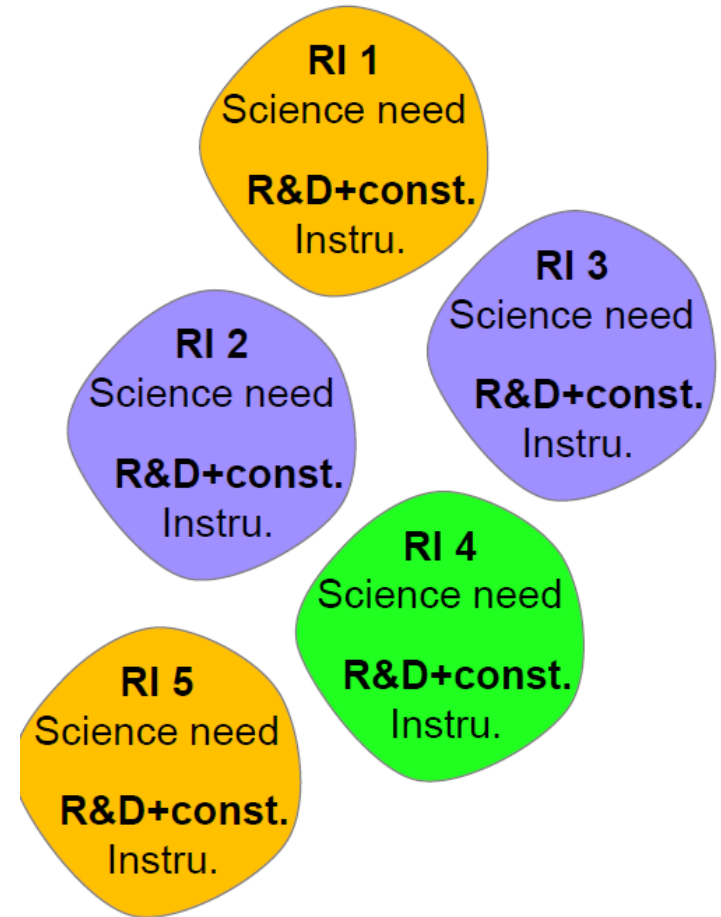 RI 1
Science need
R&D+const.
Instru.
RI 3
Science need
R&D+const.
Instru.
RI 2
Science need
R&D+const.
Instru.
RI 4
Science need
R&D+const.
Instru.
RI 5
Science need
R&D+const.
Instru.